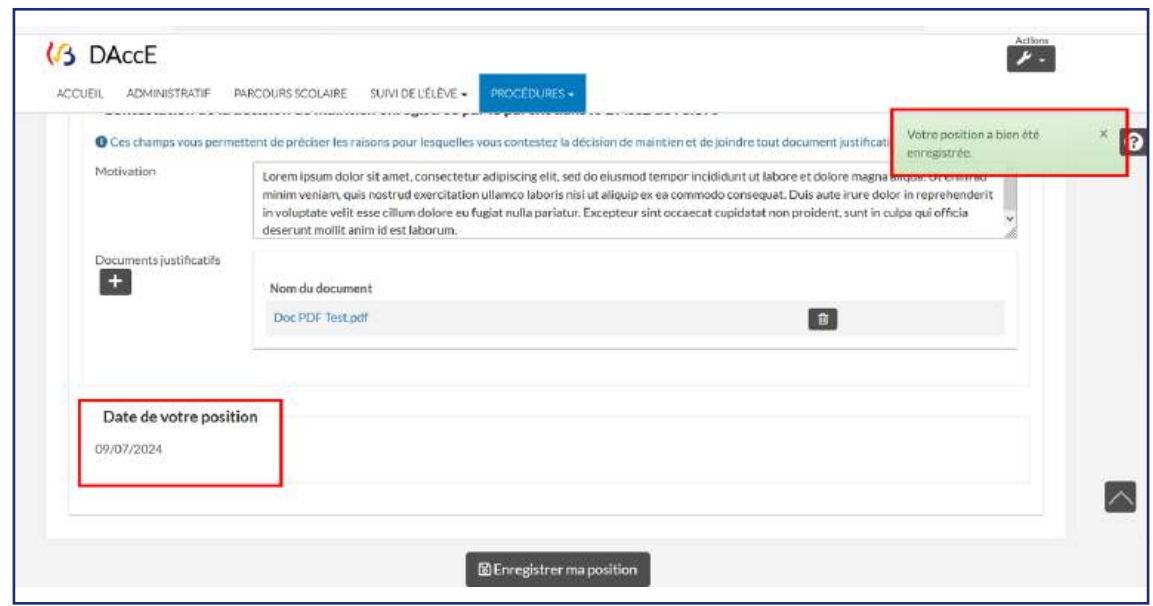 Actions
DAccE
ACCUEIL ADMINISTRATIF PARCOURS SCOLAIRE SUIVI DE L'ÉLÈVE PROCÉDURES
Ces champs vous permettent de préciser les raisons pour lesquelles vous contestez la décision de maintien et de joindre tout document justificati
Votre position a bien été
enregistrée.
Motivation
Lorem ipsum dolor sit amet, consectetur adipiscing elit, sed do eiusmod tempor incididunt ut labore et dolore magna
minim veniam, quis nostrud exercitation ullamco laboris nisi ut aliquip ex ea commodo consequat. Duis aute irure dolor in reprehenderit
in voluptate velit esse cillum dolore eu fugiat nulla pariatur. Excepteur sint occaecat cupidatat non proident, sunt in culpa qui officia
deserunt mollit anim id est laborum.
Documents justificatifs
Nom du document
Doc PDF Test.pdf
Date de votre position
09/07/2024
Enregistrer ma position